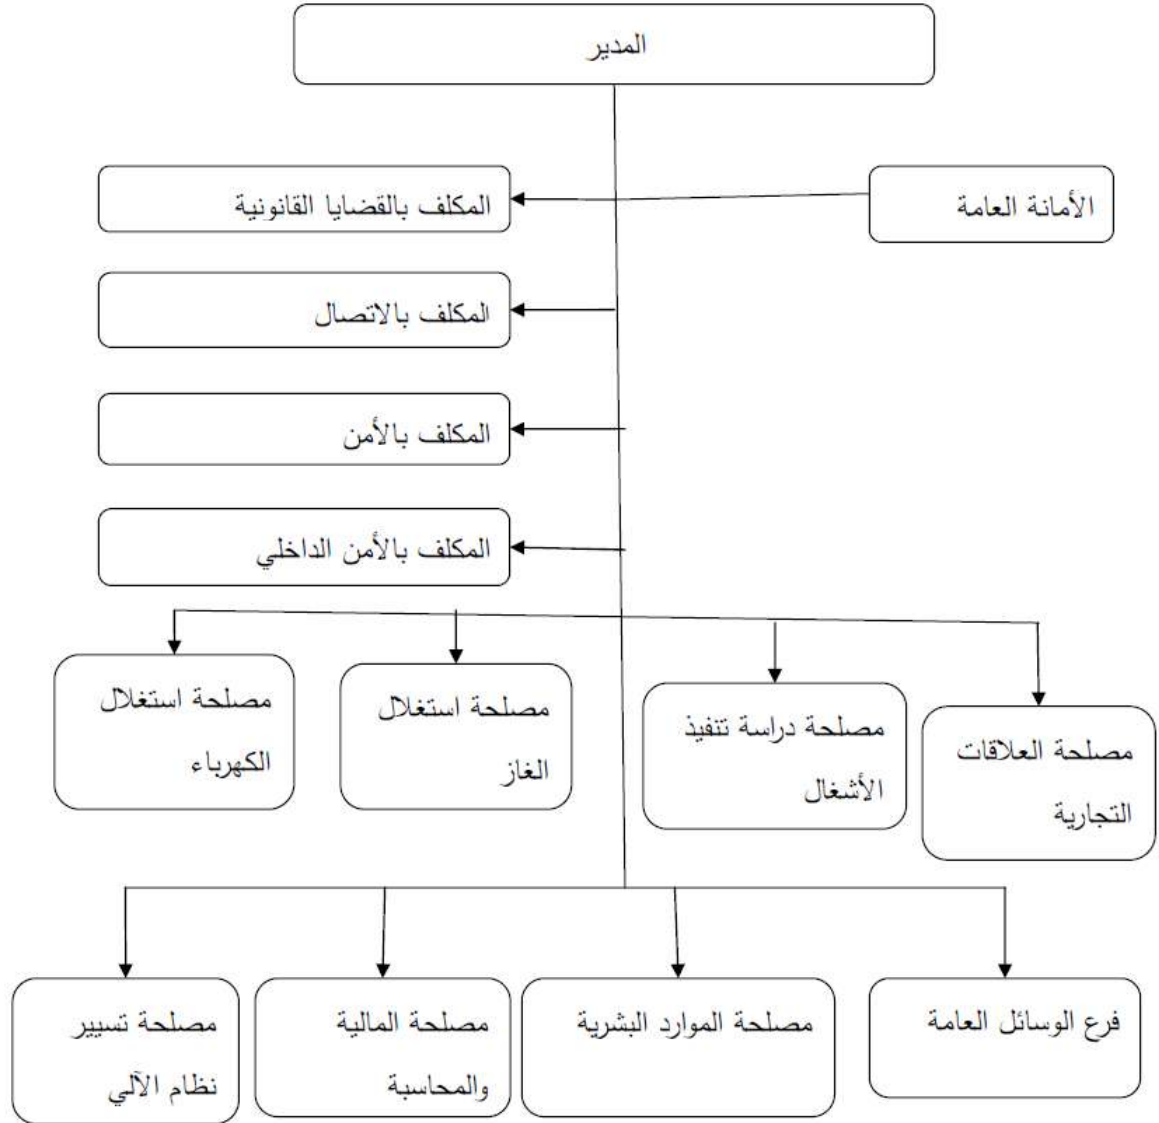 المدير
الأمانة العامة
المكلف بالقضايا القانونية
المكلف بالاتصال
المكلف بالأمن
المكلف بالأمن الداخلي
مصلحة العلاقات
التجارية
مصلحة دراسة تنفيذ
الأشغال
مصلحة استغلال
الغاز
مصلحة استغلال
الكهرباء
فرع الوسائل العامة
مصلحة الموارد البشرية
مصلحة المالية
والمحاسبة
مصلحة تسيير
نظام الآلي